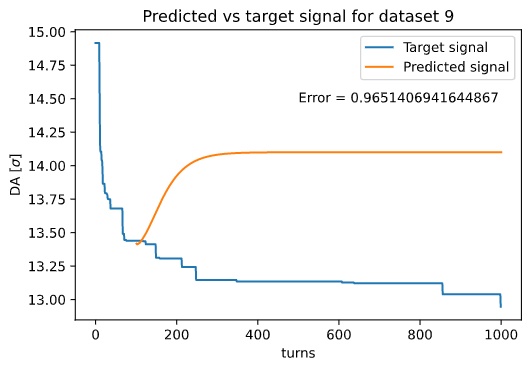 Predicted vs target signal for dataset 9
15.00
14.75
14.50
14.25
14.00
13.75
13.50
13.25
13.00
DA [σ]
Target signal
Predicted signal
Error = 0.9651406941644867
0 200 400 600 800 1000
turns